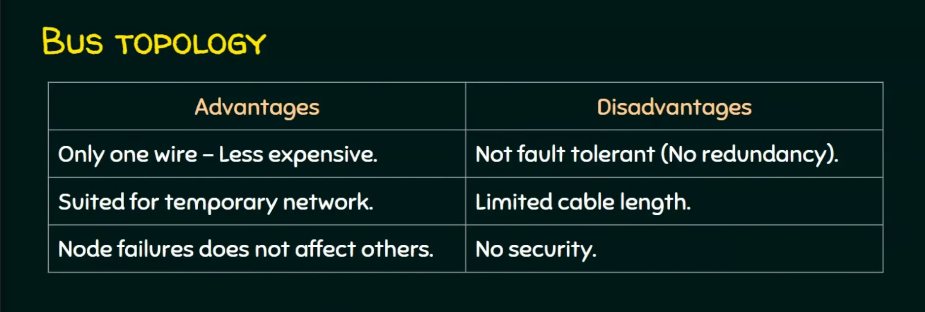 Bus topology
Advantages
Disadvantages
Only one wire – Less expensive.
Not fault tolerant (No redundancy).
Suited for temporary network.
Limited cable length.
Node failures does not affect others.
No security.